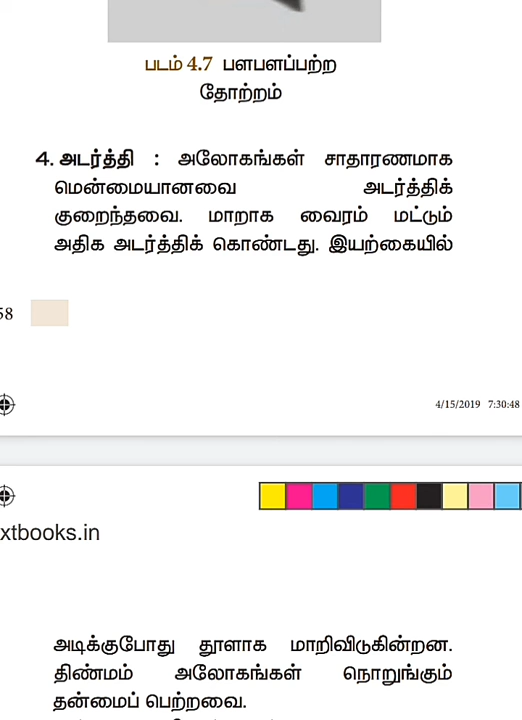 படம் 4.7 பளபளப்பற்ற
தோற்றம்
4. அடர்த்தி : அலோகங்கள் சாதாரணமாக
மென்மையானவை அடர்த்திக்
குறைந்தவை. மாறாக வைரம் மட்டும்
அதிக அடர்த்திக் கொண்டது. இயற்கையில்
58
4/15/2019 7:30:48
xtbooks.in
அடிக்குபோது தூளாக மாறிவிடுகின்றன.
திண்மம் அலோகங்கள் நொறுங்கும்
தன்மைப் பெற்றவை.